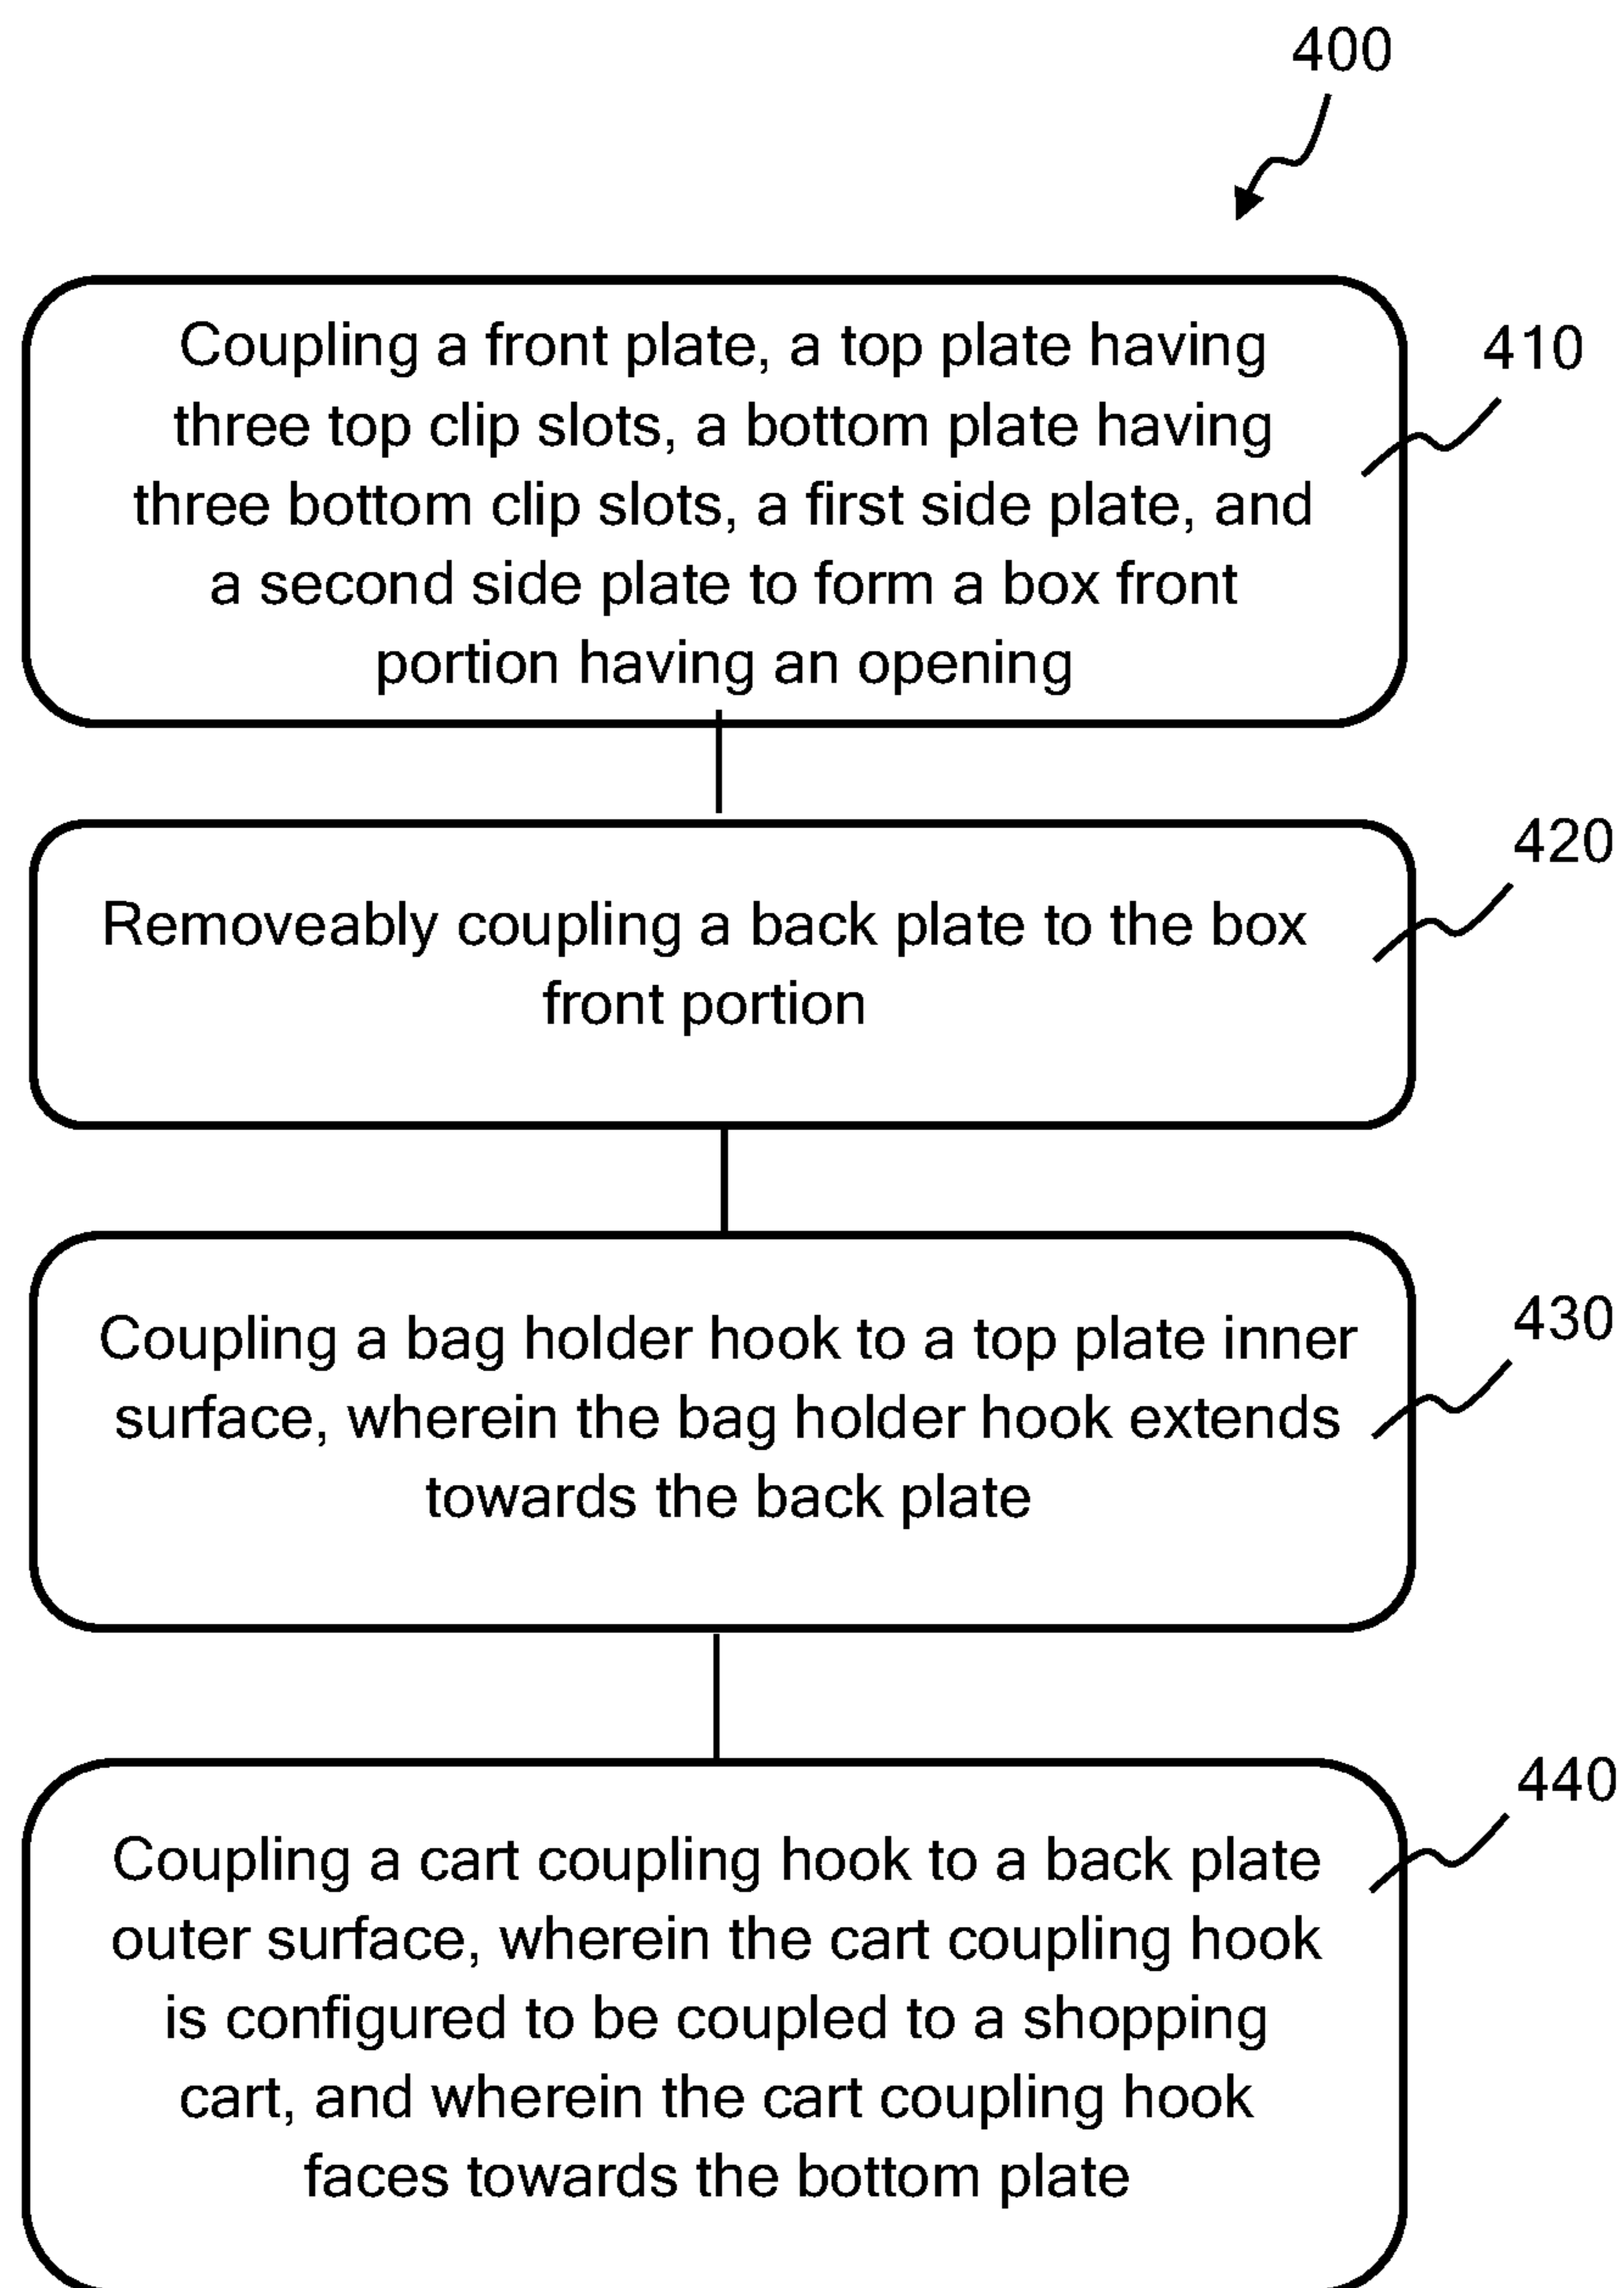 400
Coupling a front plate, a top plate having
three top clip slots, a bottom plate having
three bottom clip slots, a first side plate, and
a second side plate to form a box front
portion having an opening
410
Removeably coupling a back plate to the box
front portion
420
Coupling a bag holder hook to a top plate inner
surface, wherein the bag holder hook extends
towards the back plate
430
Coupling a cart coupling hook to a back plate
outer surface, wherein the cart coupling hook
is configured to be coupled to a shopping
cart, and wherein the cart coupling hook
faces towards the bottom plate
440